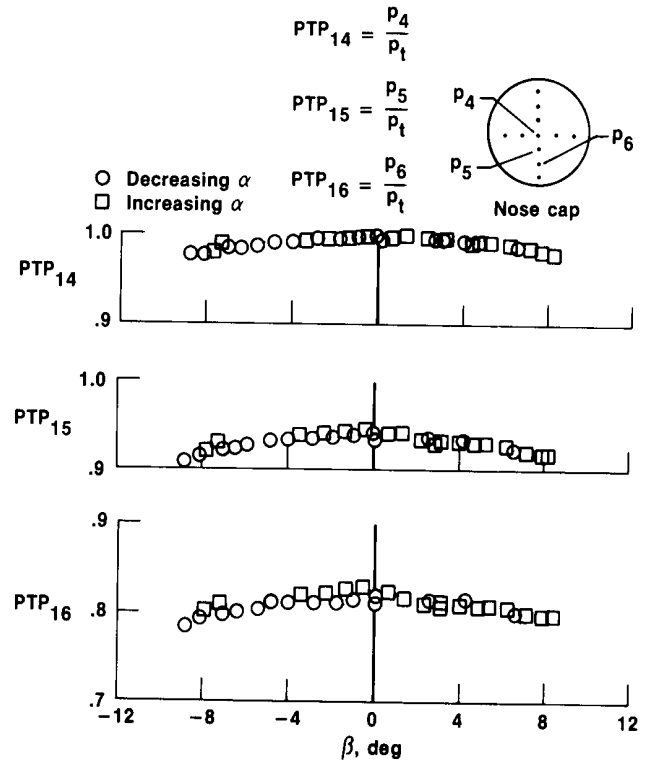 PTP14 = p4/pt
PTP15 = p5/pt
PTP16 = p6/pt
p4
p5
p6
Nose cap
Decreasing α
Increasing α
1.0
PTP14
.9
1.0
PTP15
.9
.9
PTP16
.8
.7
−12 −8 −4 0 4 8 12
β, deg